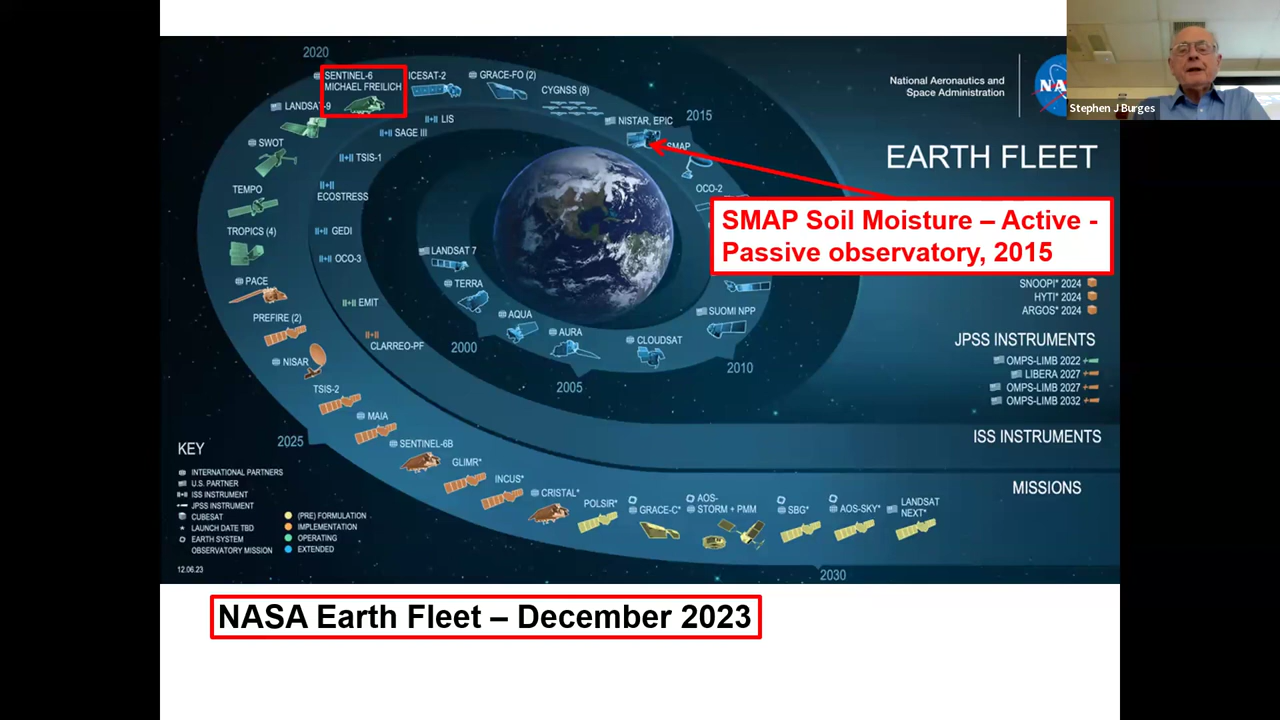 2020
SENTINEL-6
MICHAEL FREILICH
ICESAT-2
GRACE-FO (2)
CYGNSS (8)
NISTAR, EPIC
2015
SMAP
OCO-2
LANDSAT-9
SWOT
TEMPO
TROPICS (4)
PACE
PREFIRE (2)
NISAR
TSIS-2
MAIA
SENTINEL-6B
GLIMR*
INCUS*
CRISTAL*
POLSIR*
GRACE-C*
AOS-
STORM + PMM
SBG*
AOS-SKY*
LANDSAT
NEXT*
2025
2030
LIS
SAGE III
TSIS-1
ECOSTRESS
GEDI
OCO-3
EMIT
CLARREO-PF
LANDSAT 7
TERRA
AQUA
AURA
CLOUDSAT
SUOMI NPP
2000
2005
2010
National Aeronautics and
Space Administration
NA
Stephen J Burges
EARTH FLEET
SMAP Soil Moisture – Active -
Passive observatory, 2015
SNOOPI* 2024
HYTI* 2024
ARGOS* 2024
JPSS INSTRUMENTS
OMPS-LIMB 2022
LIBERA 2027
OMPS-LIMB 2027
OMPS-LIMB 2032
ISS INSTRUMENTS
MISSIONS
KEY
INTERNATIONAL PARTNERS
U.S. PARTNER
ISS INSTRUMENT
JPSS INSTRUMENT
CUBESAT
LAUNCH DATE TBD
EARTH SYSTEM
OBSERVATORY MISSION
(PRE) FORMULATION
IMPLEMENTATION
OPERATING
EXTENDED
12.06.23
NASA Earth Fleet – December 2023